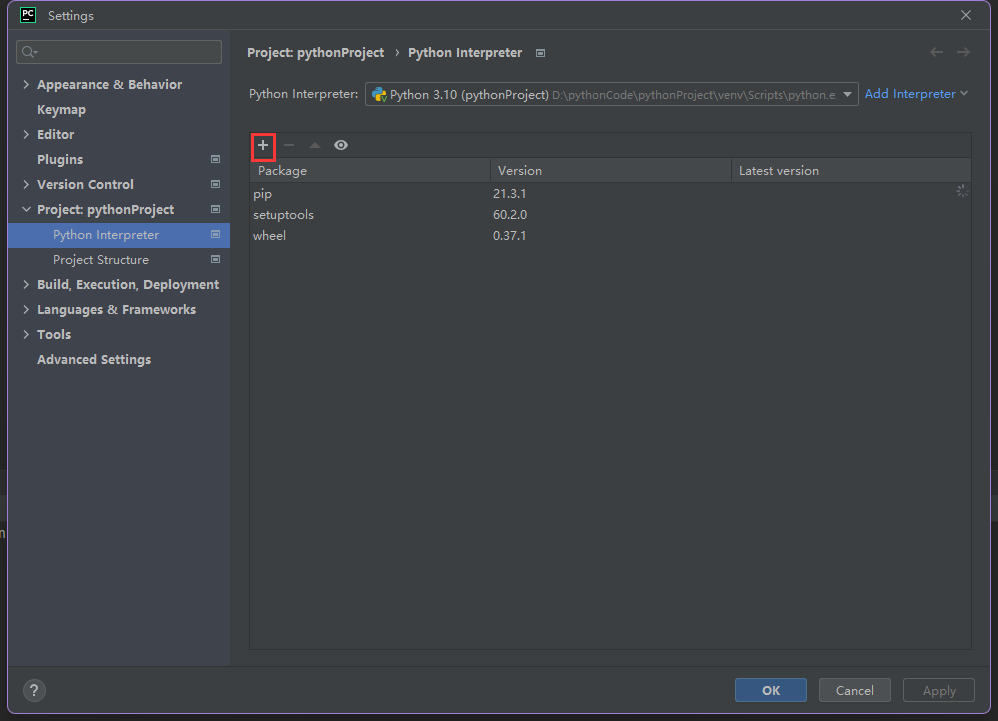 PC Settings
Project: pythonProject › Python Interpreter
Python Interpreter: Python 3.10 (pythonProject) D:\pythonCode\pythonProject\venv\Scripts\python.e Add Interpreter
Appearance & Behavior
Keymap
Editor
Plugins
Version Control
Project: pythonProject
Python Interpreter
Project Structure
Build, Execution, Deployment
Languages & Frameworks
Tools
Advanced Settings
Package Version Latest version
pip 21.3.1
setuptools 60.2.0
wheel 0.37.1
n
?
OK Cancel Apply